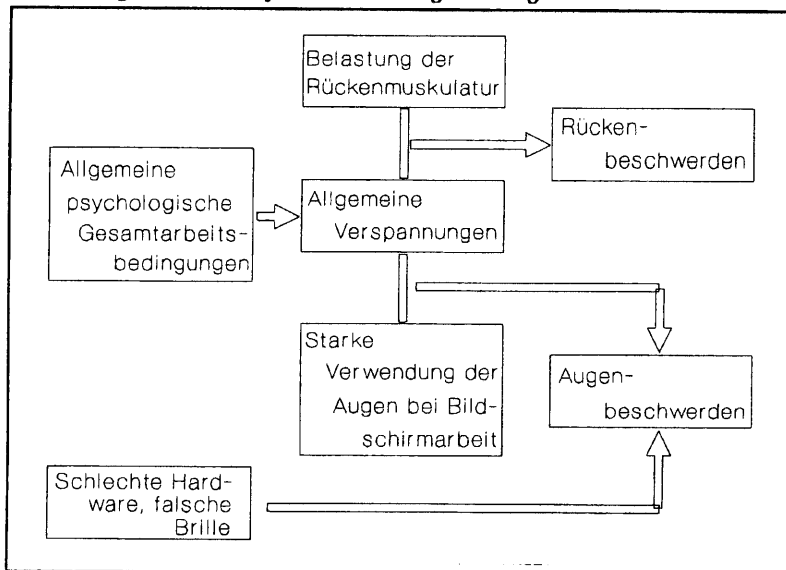 Belastung der
Rückenmuskulatur
Rücken-
beschwerden
Allgemeine
psychologische
Gesamtarbeits-
bedingungen
Allgemeine
Verspannungen
Starke
Verwendung der
Augen bei Bild-
schirmarbeit
Augen-
beschwerden
Schlechte Hard-
ware, falsche
Brille